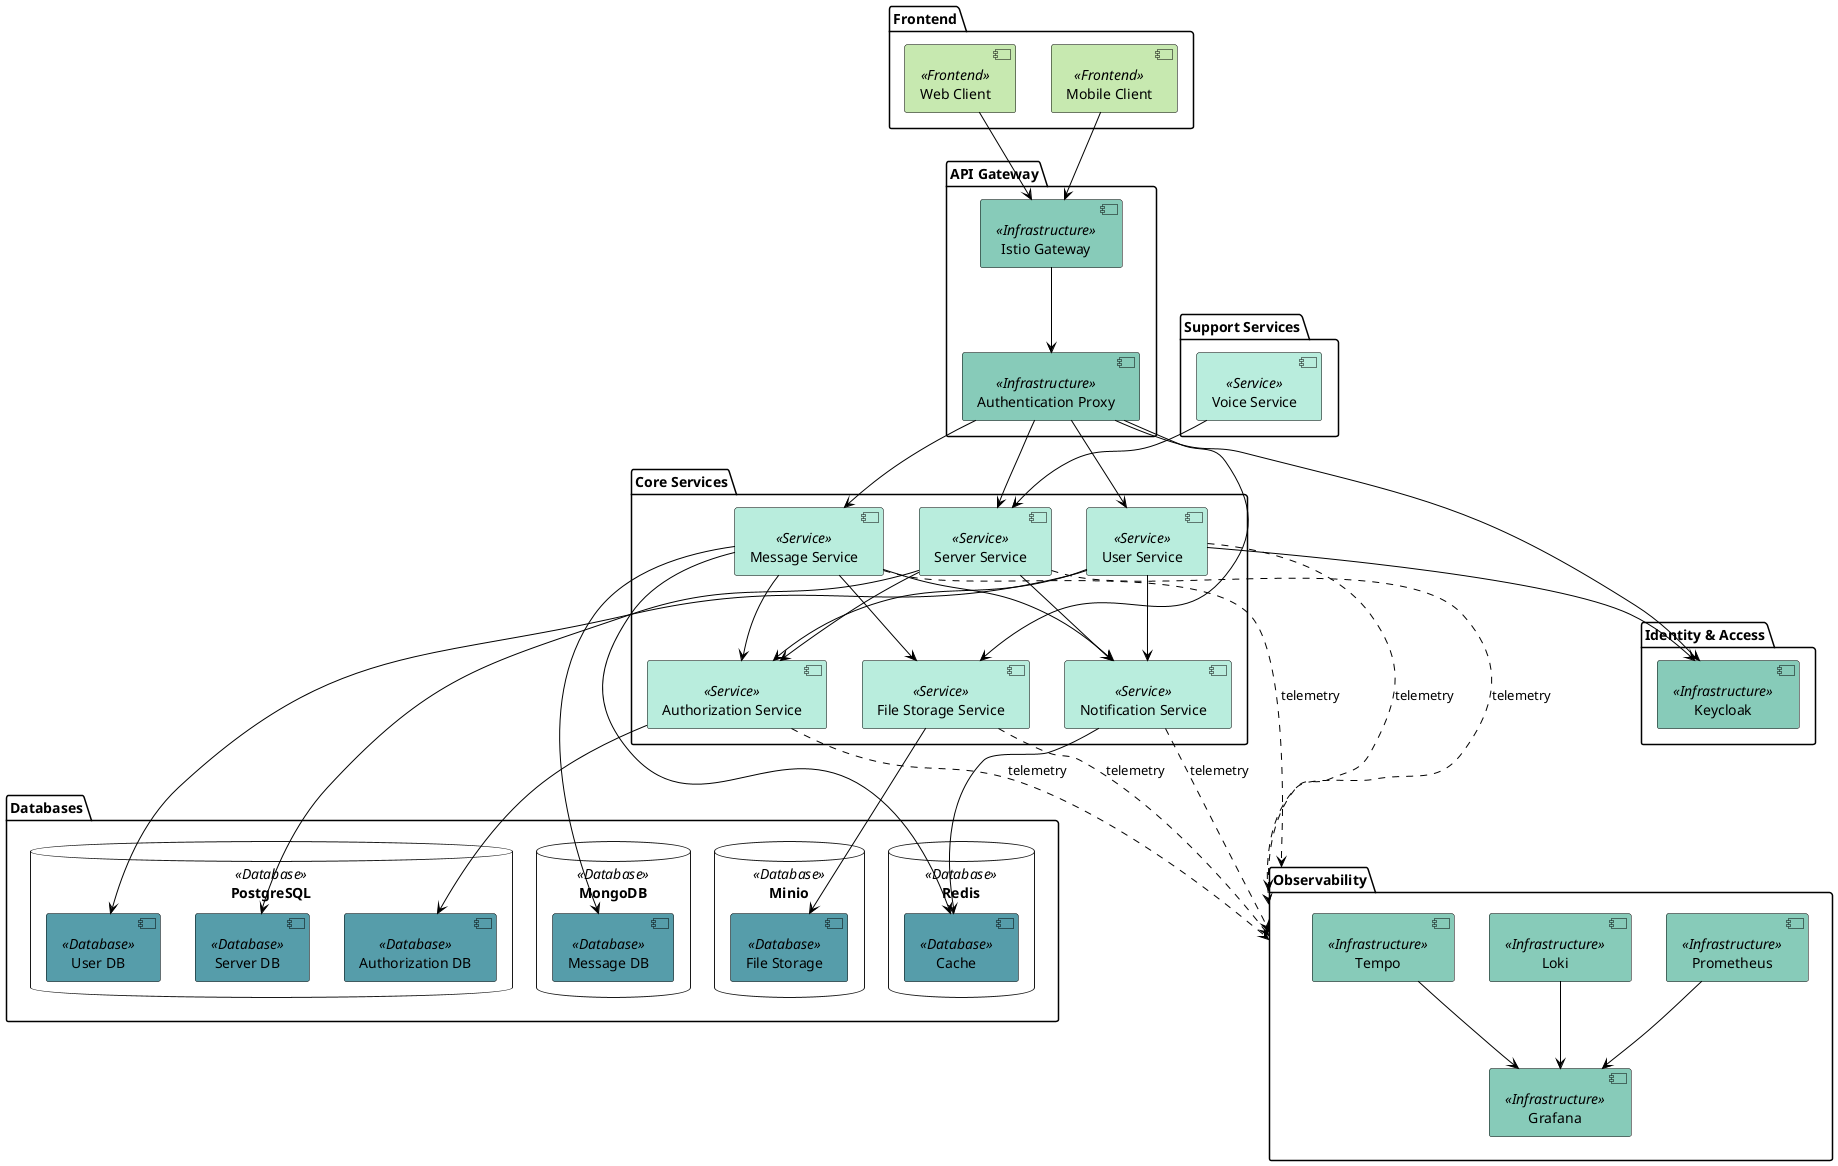 Frontend
«Frontend»
Web Client
«Frontend»
Mobile Client
API Gateway
«Infrastructure»
Istio Gateway
Support Services
«Service»
Voice Service
«Infrastructure»
Authentication Proxy
Core Services
«Service»
Message Service
«Service»
Server Service
«Service»
User Service
Identity & Access
«Infrastructure»
Keycloak
«Service»
Authorization Service
«Service»
File Storage Service
«Service»
Notification Service
telemetry
telemetry
telemetry
telemetry
telemetry
telemetry
Databases
«Database»
PostgreSQL
«Database»
MongoDB
«Database»
Minio
«Database»
Redis
«Database»
User DB
«Database»
Server DB
«Database»
Authorization DB
«Database»
Message DB
«Database»
File Storage
«Database»
Cache
Observability
«Infrastructure»
Tempo
«Infrastructure»
Loki
«Infrastructure»
Prometheus
«Infrastructure»
Grafana